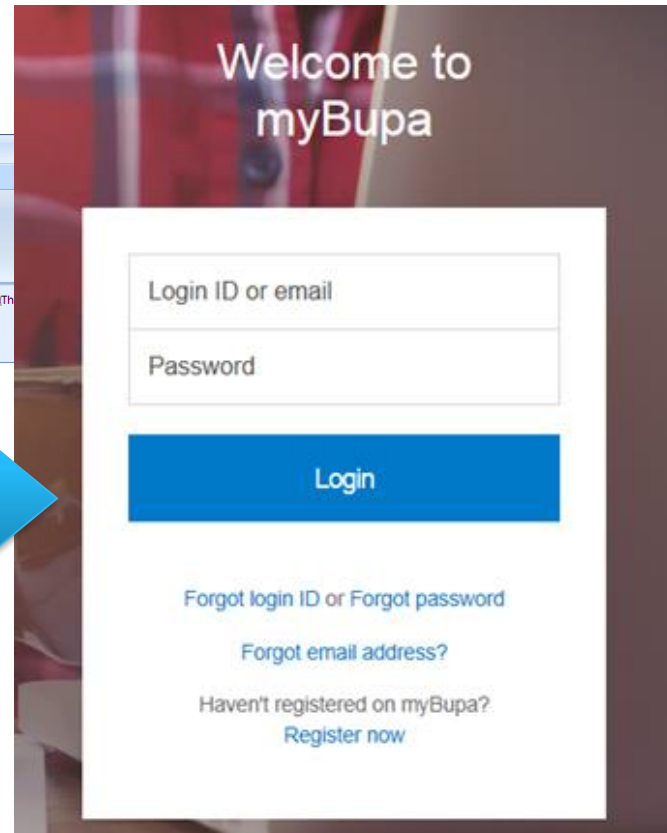 Welcome to
myBupa
Th
Login ID or email
Password
Login
Forgot login ID or Forgot password
Forgot email address?
Haven't registered on myBupa?
Register now